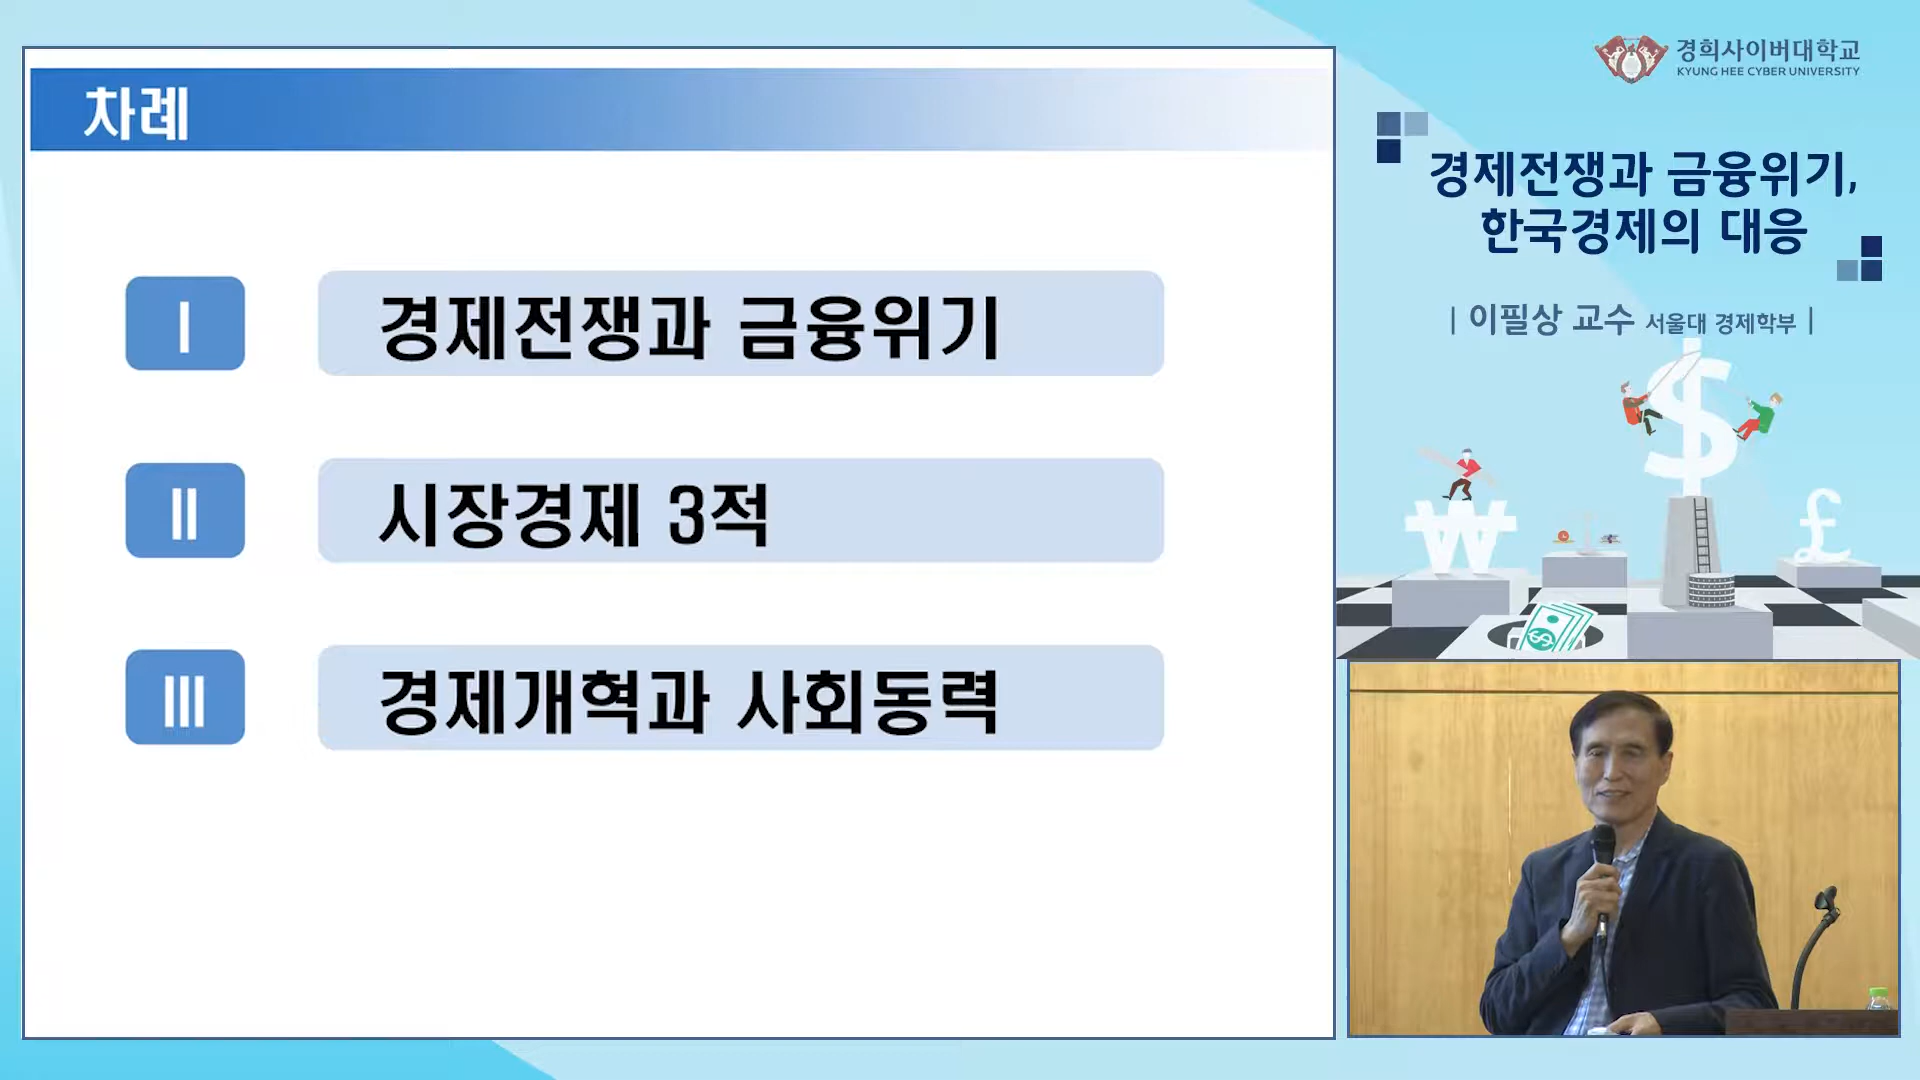 차례
I 경제전쟁과 금융위기
II 시장경제 3적
III 경제개혁과 사회동력
경희사이버대학교
KYUNG HEE CYBER UNIVERSITY
경제전쟁과 금융위기,
한국경제의 대응
| 이필상 교수 서울대 경제학부 |